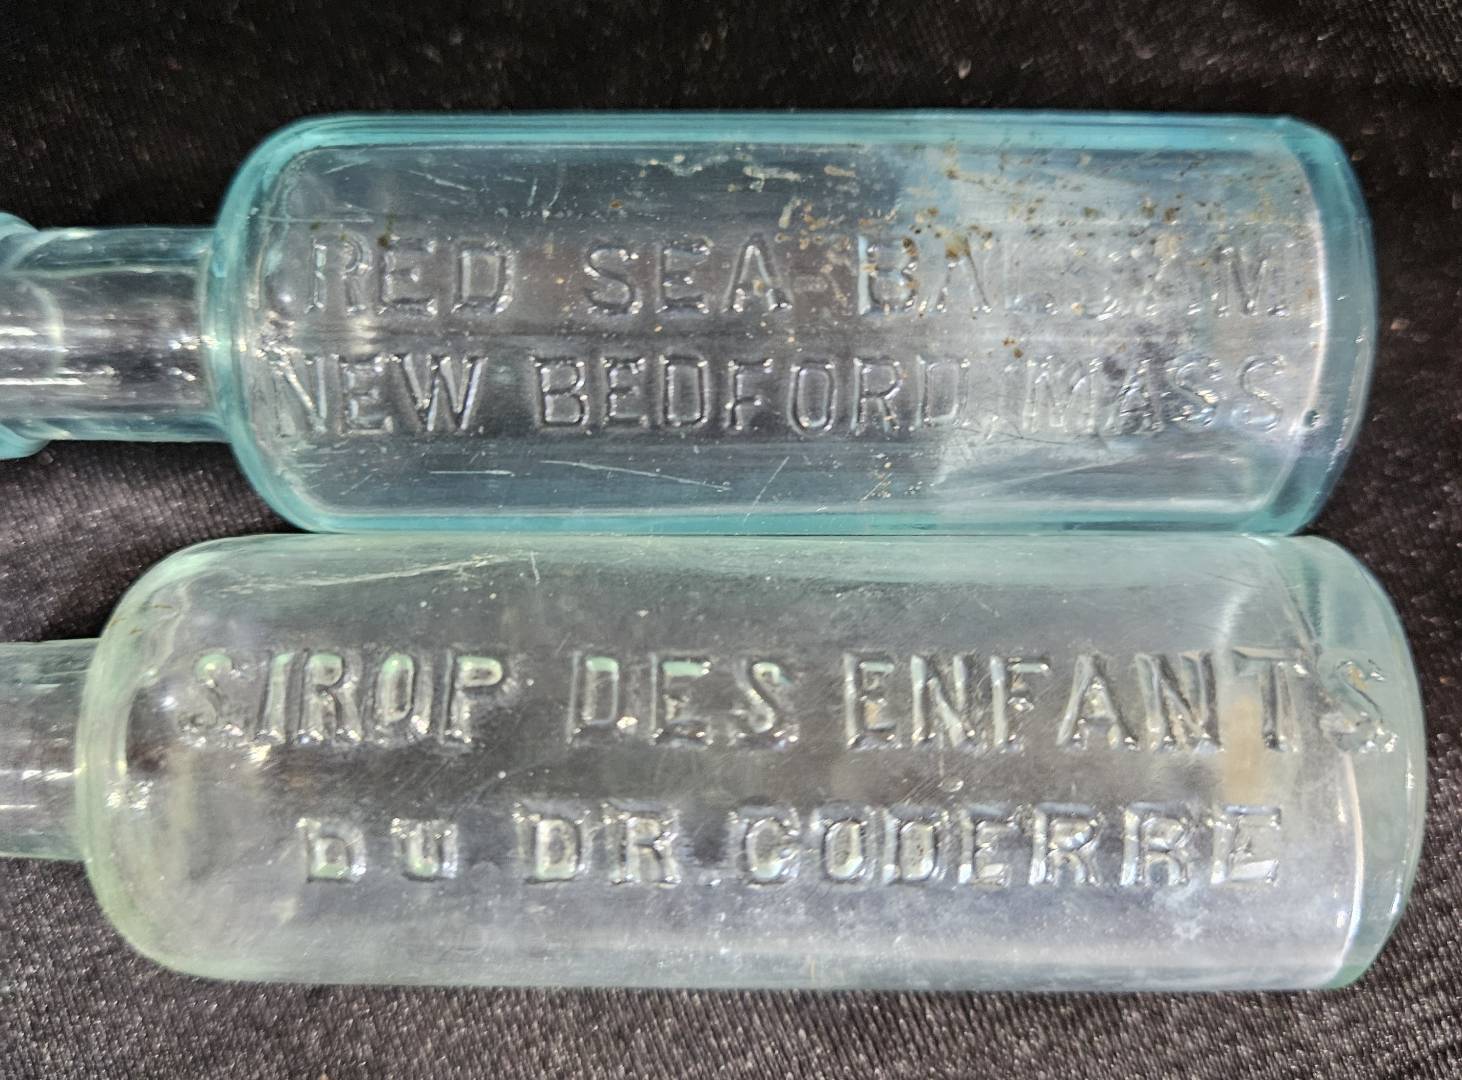 RED SEA BALSAM
NEW BEDFORD, MASS.
SIROP DES ENFANTS
DU DR. CODERRE